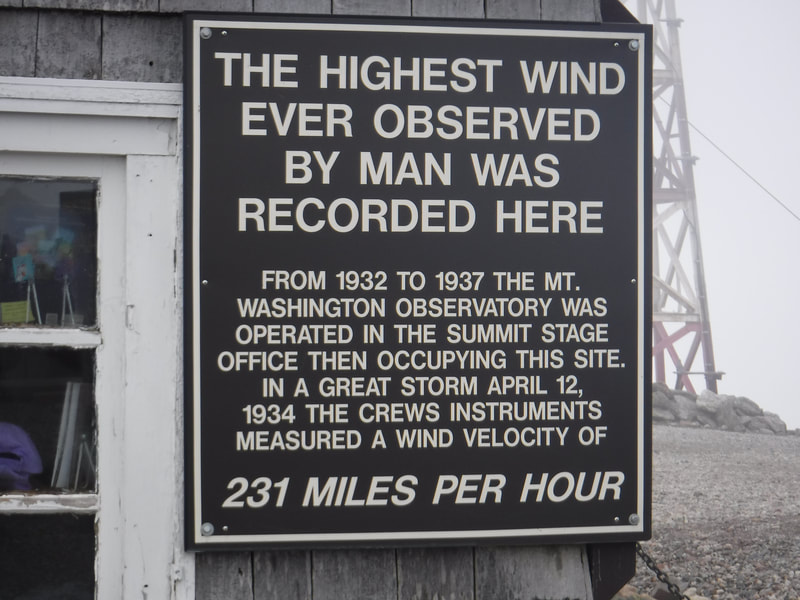 THE HIGHEST WIND
EVER OBSERVED
BY MAN WAS
RECORDED HERE
FROM 1932 TO 1937 THE MT.
WASHINGTON OBSERVATORY WAS
OPERATED IN THE SUMMIT STAGE
OFFICE THEN OCCUPYING THIS SITE.
IN A GREAT STORM APRIL 12,
1934 THE CREWS INSTRUMENTS
MEASURED A WIND VELOCITY OF
231 MILES PER HOUR